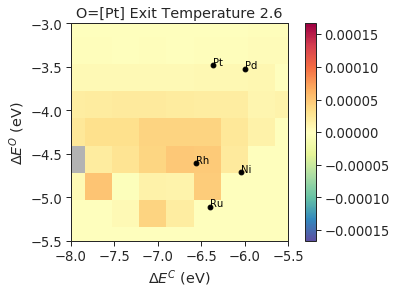 O=[Pt] Exit Temperature 2.6
−3.0
−3.5
−4.0
−4.5
−5.0
−5.5
ΔE^O (eV)
Pt
Pd
Rh
Ni
Ru
−8.0 −7.5 −7.0 −6.5 −6.0 −5.5
ΔE^C (eV)
0.00015
0.00010
0.00005
0.00000
−0.00005
−0.00010
−0.00015